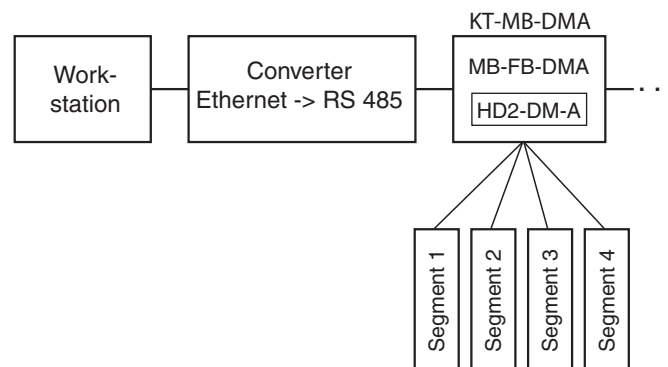 KT-MB-DMA
Work-
station
Converter
Ethernet -> RS 485
MB-FB-DMA
HD2-DM-A
Segment 1
Segment 2
Segment 3
Segment 4